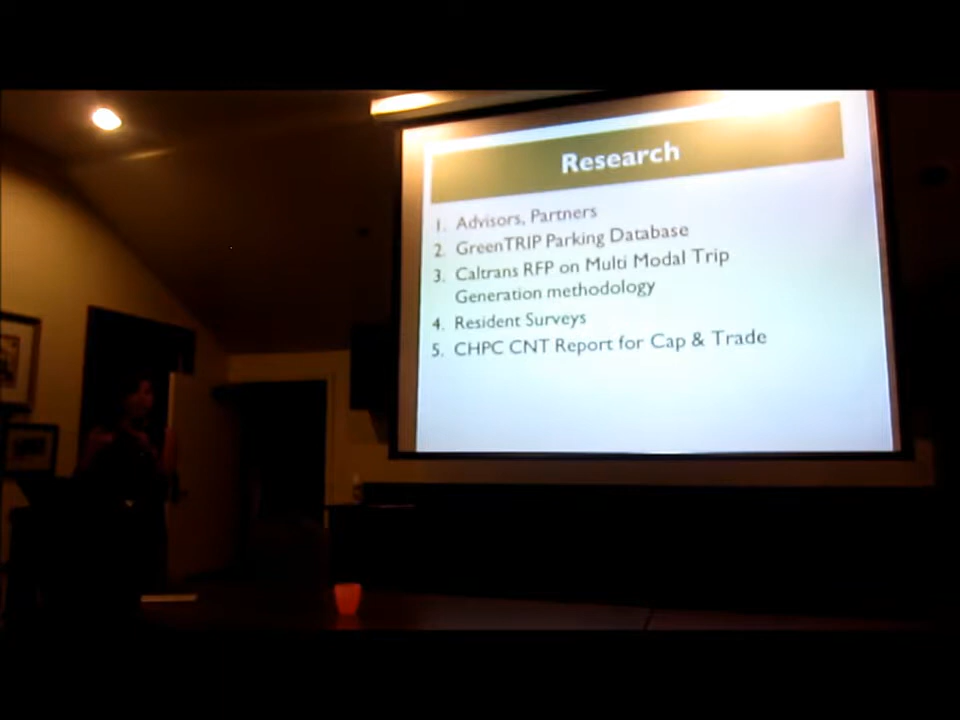 Research
1. Advisors, Partners
2. GreenTRIP Parking Database
3. Caltrans RFP on Multi Modal Trip
Generation methodology
4. Resident Surveys
5. CHPC CNT Report for Cap & Trade